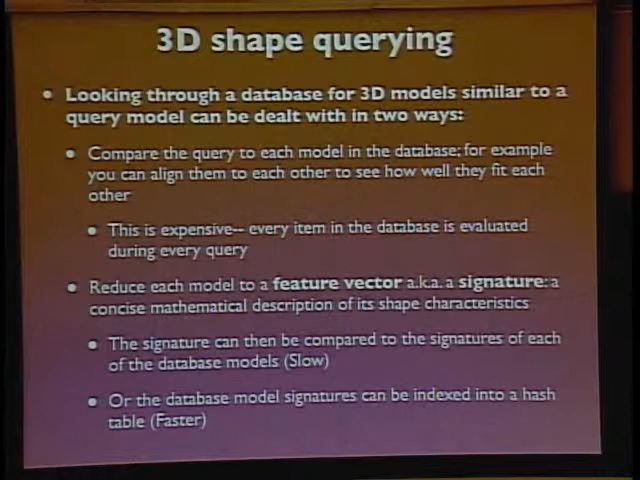 3D shape querying
• Looking through a database for 3D models similar to a
query model can be dealt with in two ways:
• Compare the query to each model in the database; for example
you can align them to each other to see how well they fit each
other
• This is expensive-- every item in the database is evaluated
during every query
• Reduce each model to a feature vector a.k.a. a signature: a
concise mathematical description of its shape characteristics
• The signature can then be compared to the signatures of each
of the database models (Slow)
• Or the database model signatures can be indexed into a hash
table (Faster)